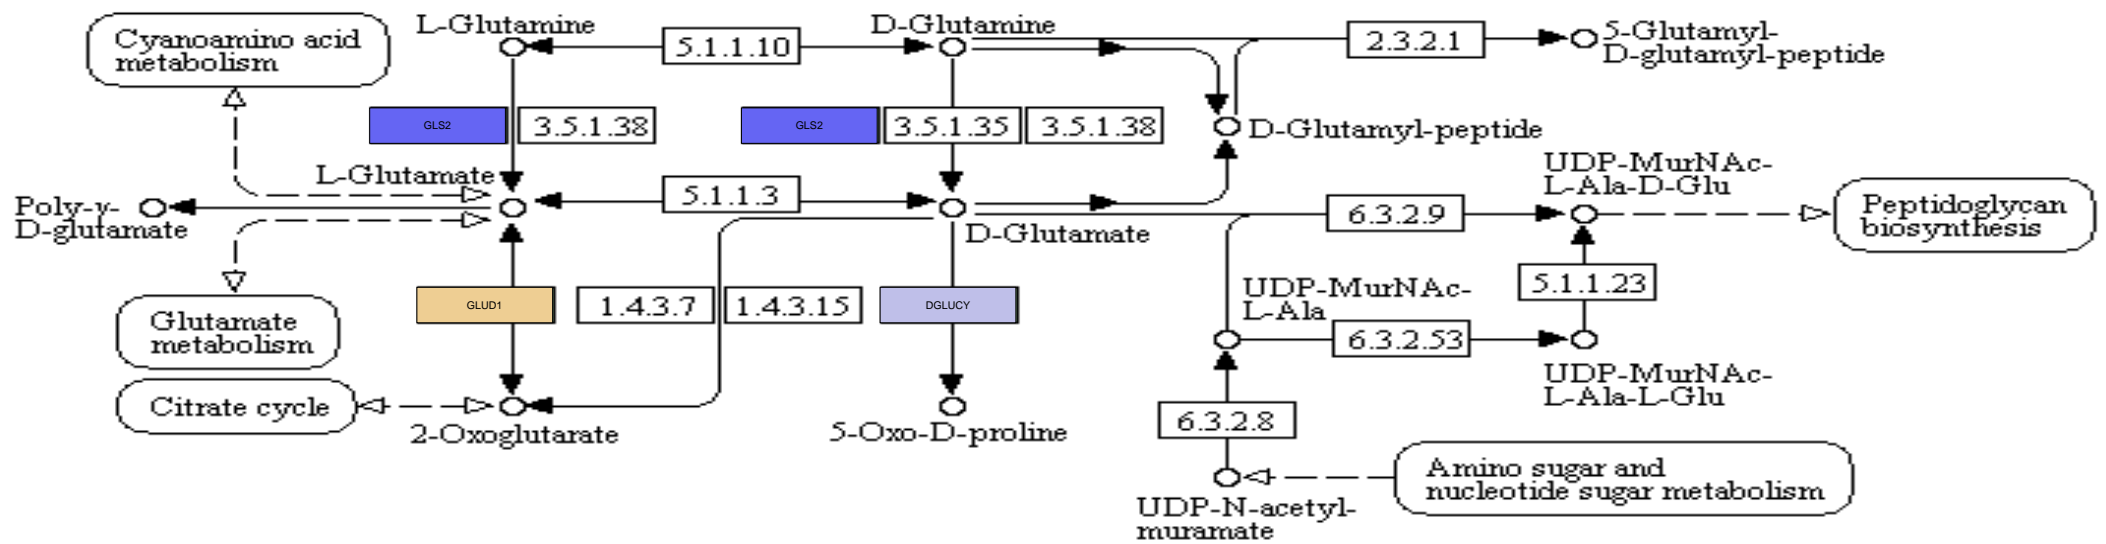 L-Glutamine
D-Glutamine
Cyanoamino acid
metabolism
5.1.1.10
2.3.2.1
5-Glutamyl-
D-glutamyl-peptide
GLS2
3.5.1.38
GLS2
3.5.1.35
3.5.1.38
D-Glutamyl-peptide
L-Glutamate
UDP-MurNAc-
L-Ala-D-Glu
Poly-γ-
D-glutamate
5.1.1.3
6.3.2.9
Peptidoglycan
biosynthesis
D-Glutamate
GLUD1
1.4.3.7
1.4.3.15
DGLUCY
UDP-MurNAc-
L-Ala
5.1.1.23
Glutamate
metabolism
6.3.2.53
UDP-MurNAc-
L-Ala-L-Glu
Citrate cycle
2-Oxoglutarate
5-Oxo-D-proline
6.3.2.8
Amino sugar and
nucleotide sugar metabolism
UDP-N-acetyl-
muramate